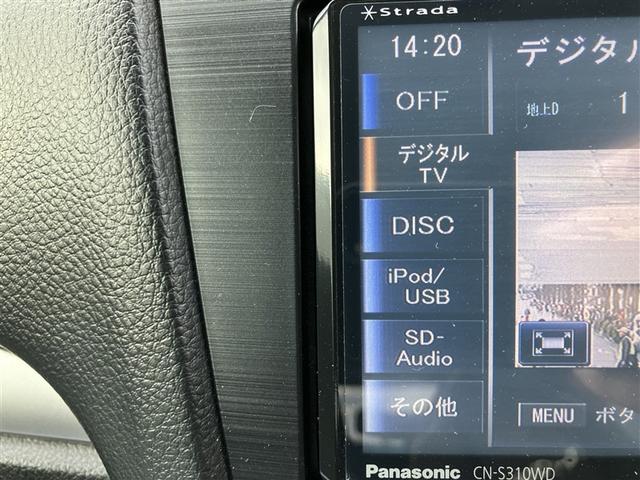 Strada
14:20
デジタル
OFF
地上D 1
デジタル
TV
DISC
iPod/
USB
SD-
Audio
その他
MENU ボタ
Panasonic CN-S310WD